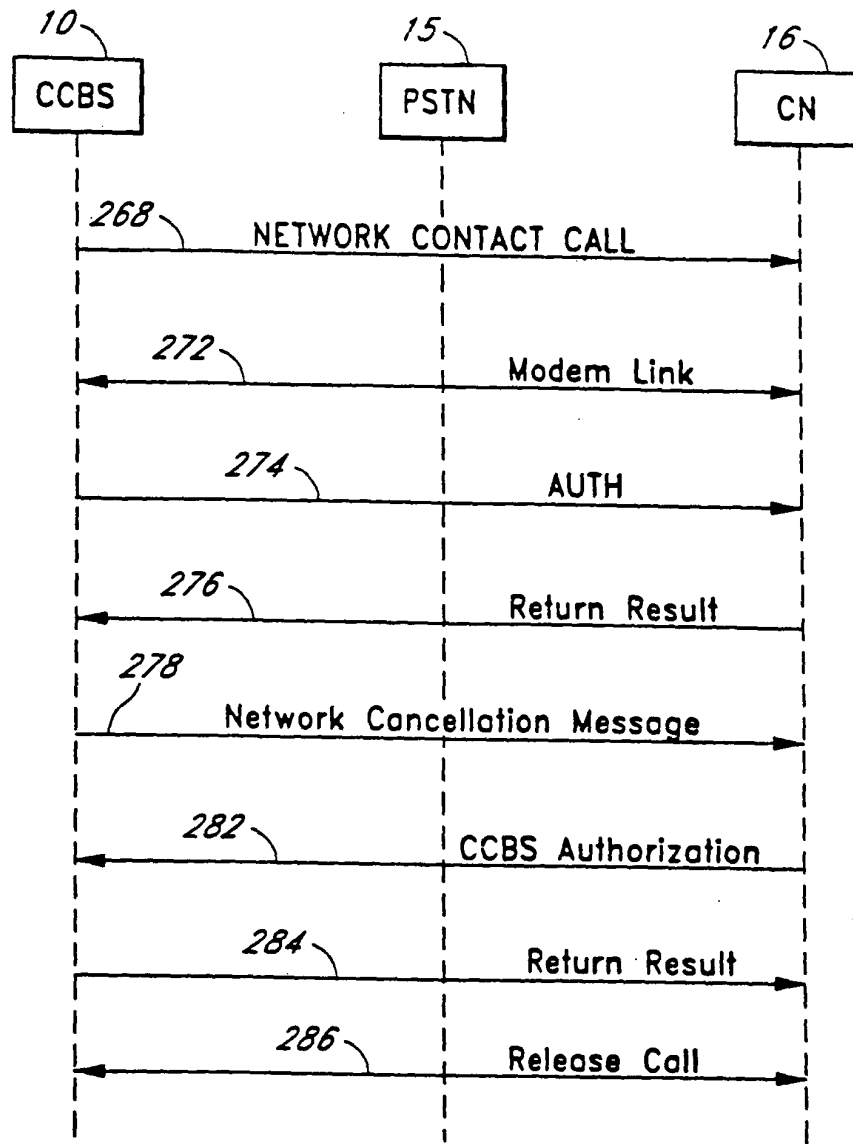 10 15 16
CCBS PSTN CN
268 NETWORK CONTACT CALL
272 Modem Link
274 AUTH
276 Return Result
278
Network Cancellation Message
282 CCBS Authorization
284 Return Result
286 Release Call